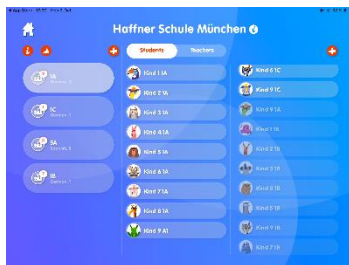 Haffner Schule München
Students
Teachers
1A
1C
3A
1B
Kind 1 1A
Kind 2 1A
Kind 3 1A
Kind 4 1A
Kind 5 1A
Kind 6 1A
Kind 7 1A
Kind 8 1A
Kind 9 A1
Kind 6 1C
Kind 9 1C
Kind 9 1A
Kind 1 1B
Kind 2 1B
Kind 3 1B
Kind 6 1B
Kind 5 1B
Kind 9 1B
Kind 7 1B